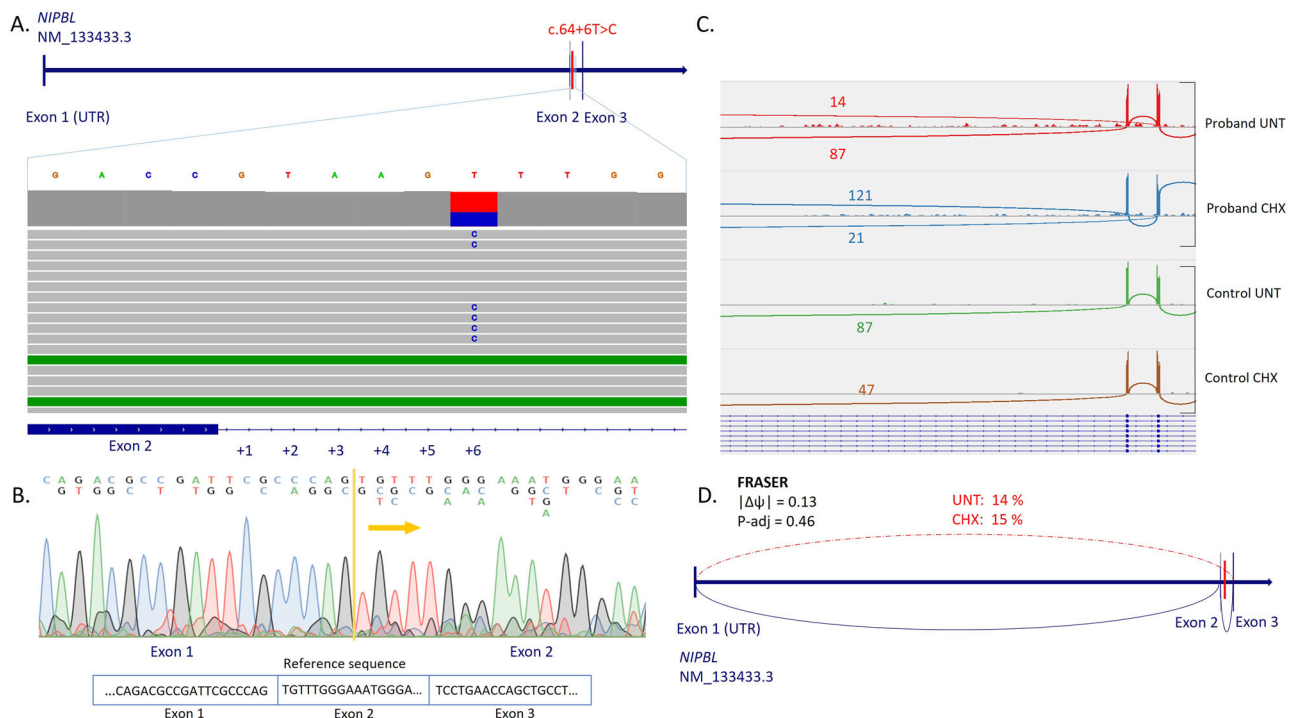 A.
NIPBL
NM_133433.3
c.64+6T>C
Exon 1 (UTR)
Exon 2
Exon 3
G A C C G T A A G T T T G G
C
C
C
C
C
C
Exon 2
+1 +2 +3 +4 +5 +6
B.
CAGACGCCGATTCGCCCAGTGTTTGGGAAATGGGAA
Exon 1
Exon 2
Reference sequence
...CAGACGCCGATTCGCCCAG
TGTTTGGGAAATGGGA...
TCCTGAACCAGCTGCCT...
Exon 1
Exon 2
Exon 3
C.
14
87
Proband UNT
121
21
Proband CHX
87
Control UNT
47
Control CHX
D.
FRASER
|Δψ| = 0.13
P-adj = 0.46
UNT: 14 %
CHX: 15 %
Exon 1 (UTR)
Exon 2
Exon 3
NIPBL
NM_133433.3